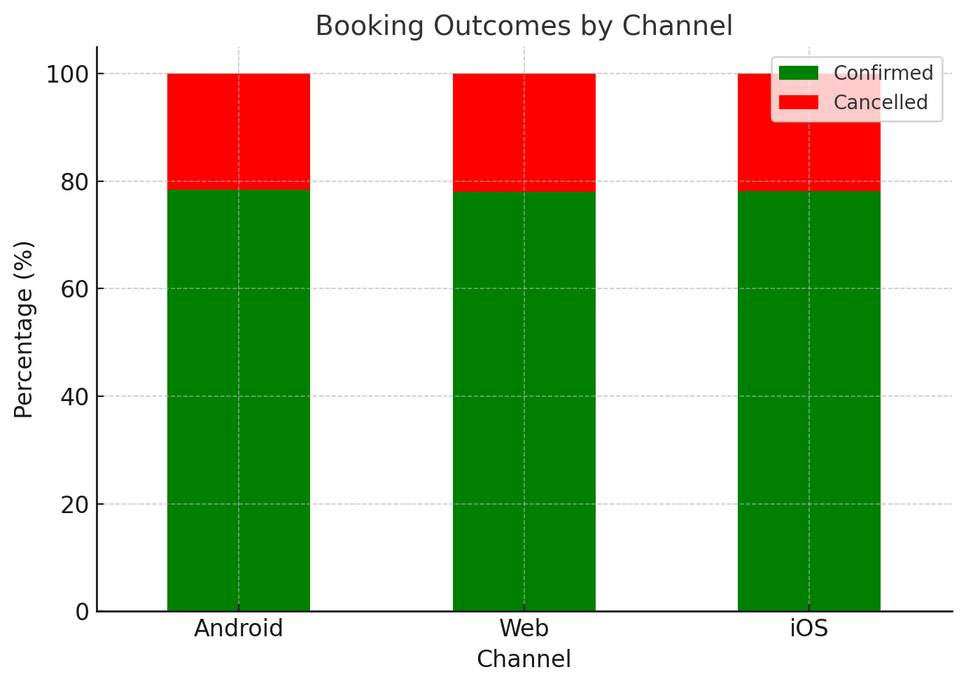 Booking Outcomes by Channel
Confirmed
Cancelled
Percentage (%)
100
80
60
40
20
0
Android Web iOS
Channel